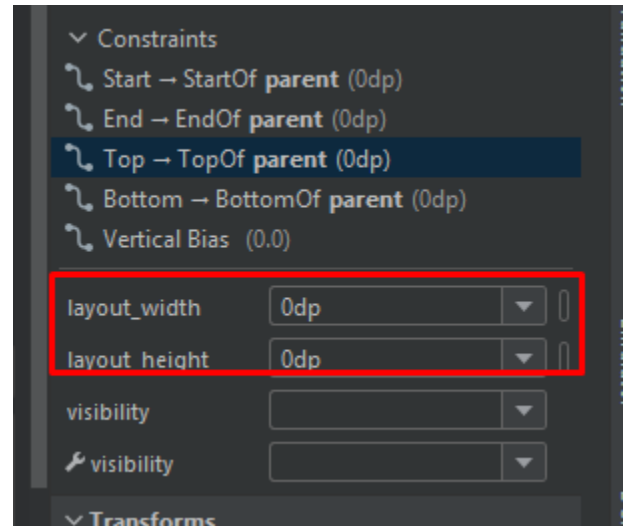 Constraints
Start → StartOf parent (0dp)
End → EndOf parent (0dp)
Top → TopOf parent (0dp)
Bottom → BottomOf parent (0dp)
Vertical Bias (0.0)
layout_width 0dp
layout_height 0dp
visibility
visibility
Transforms